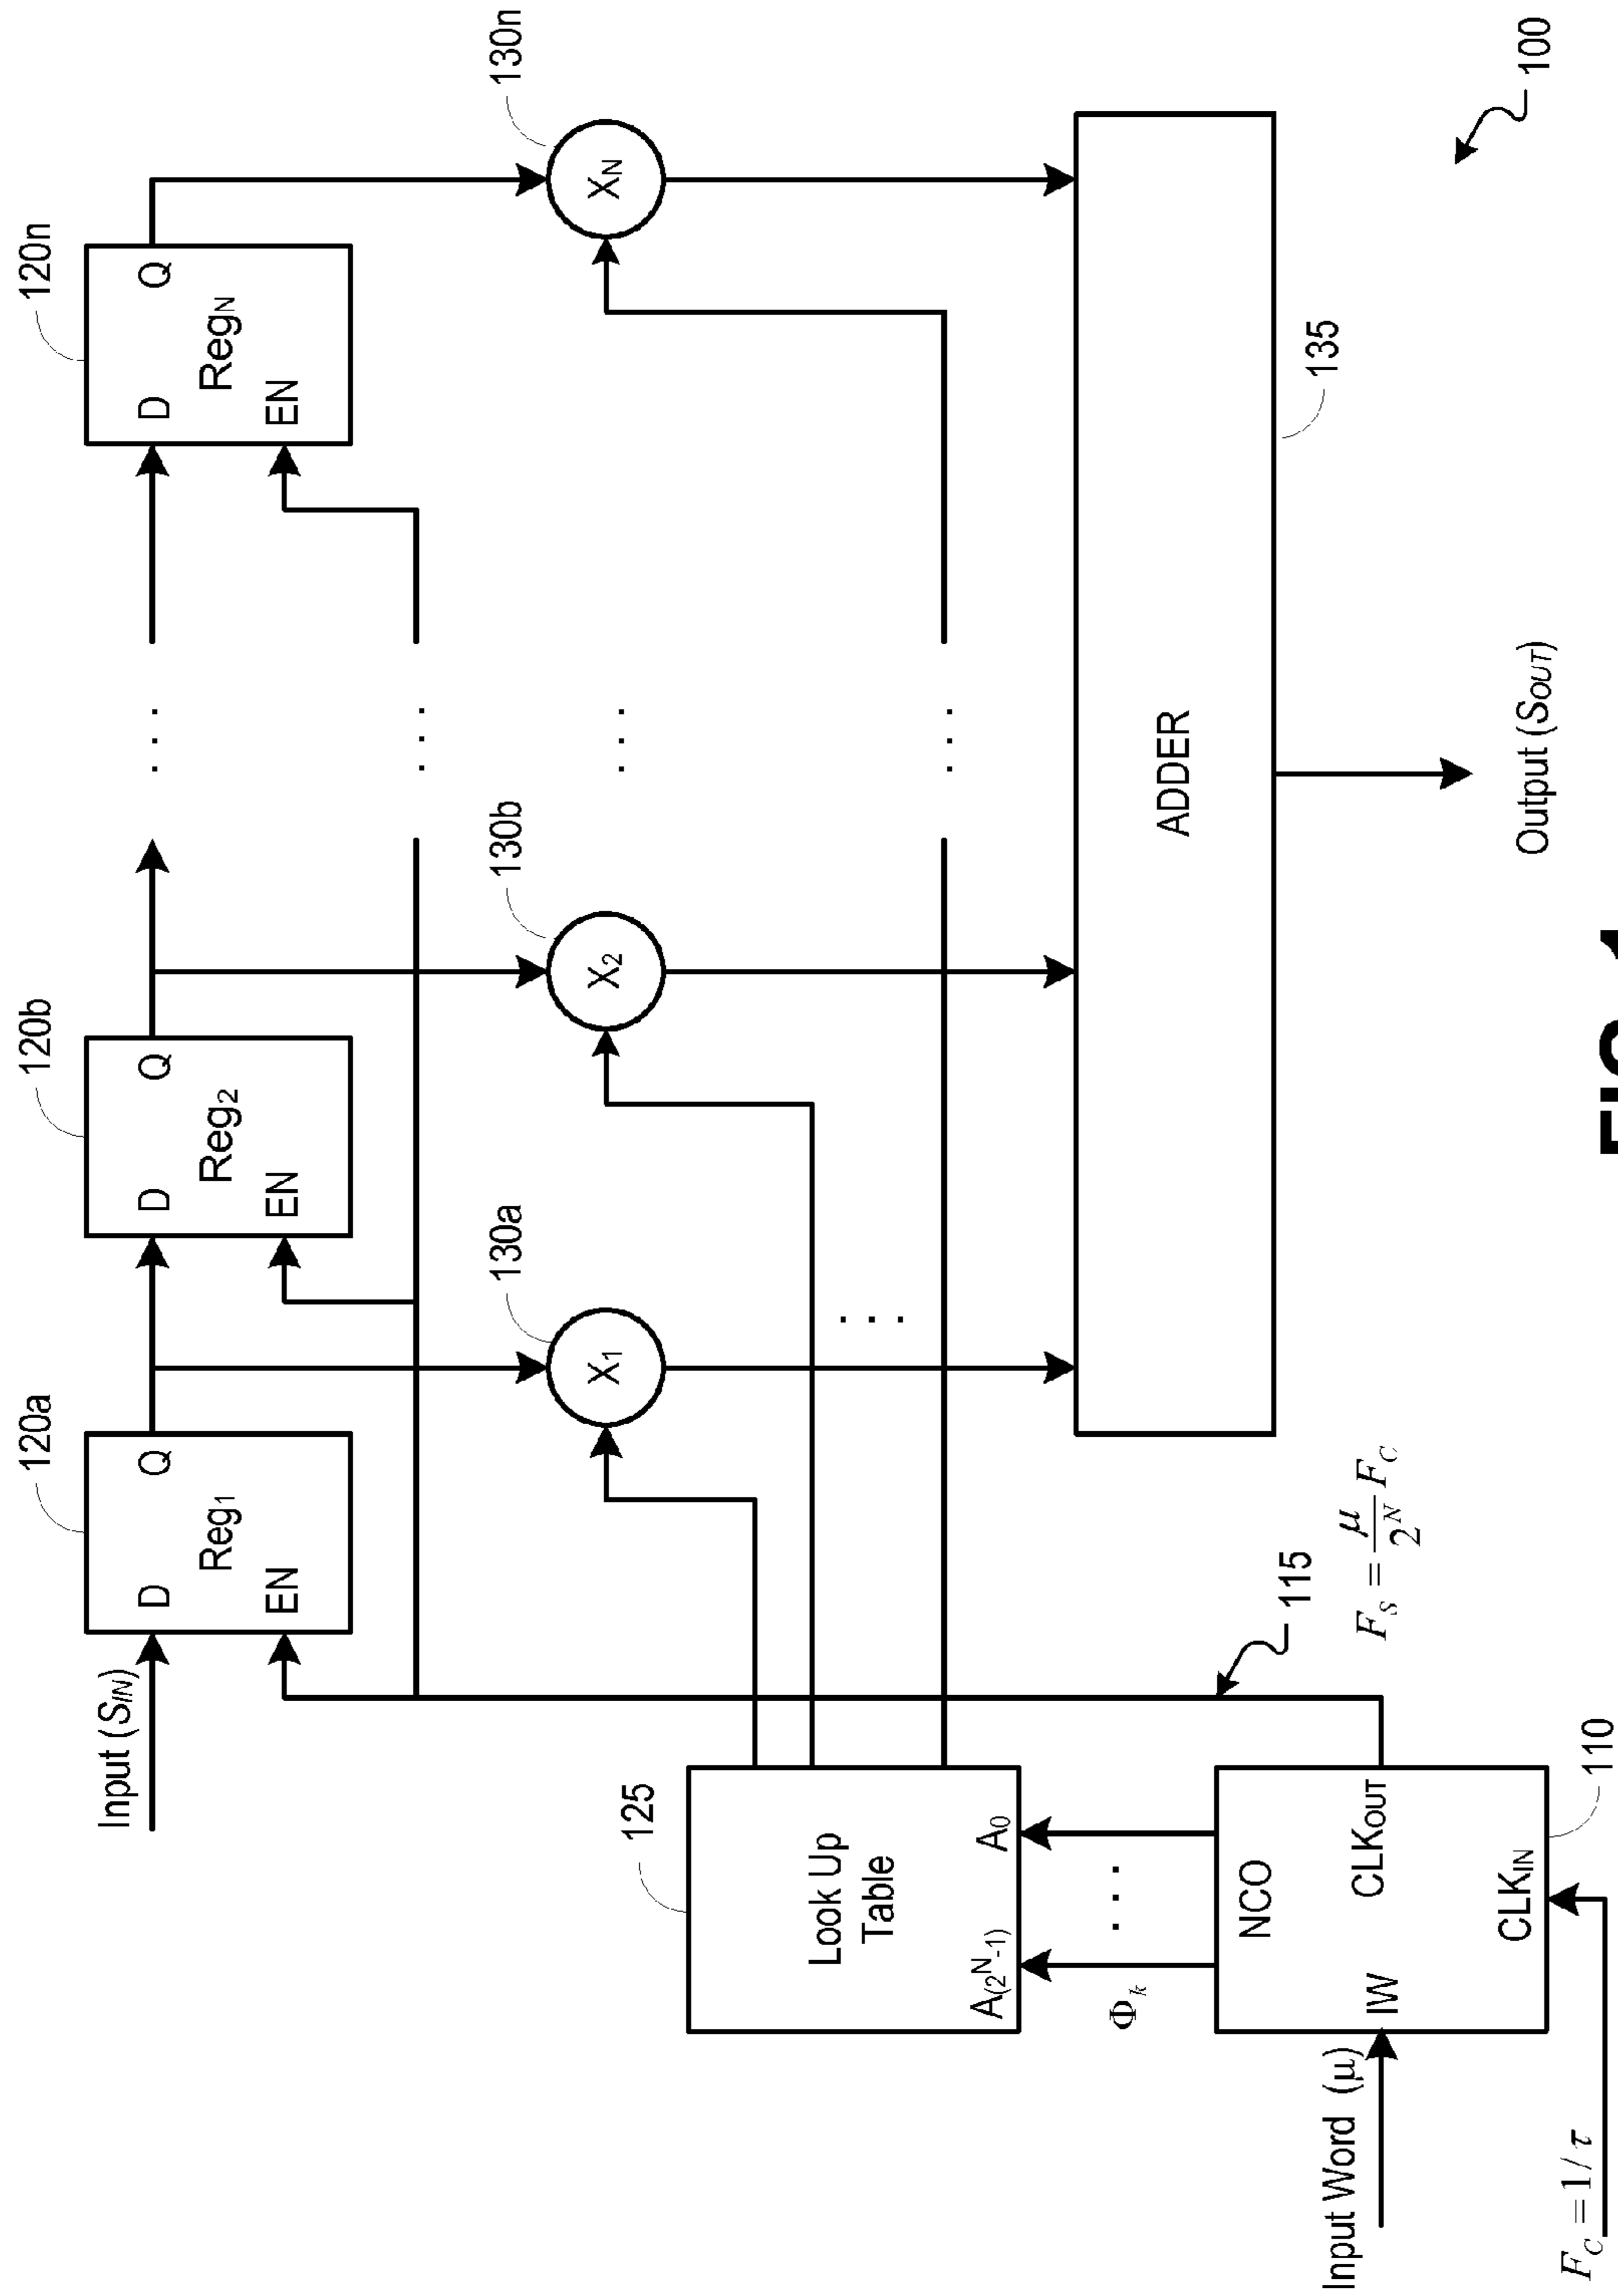 120a
120b
120n
Input (SIN)
D
Q
Reg1
EN
D
Q
Reg2
EN
D
Q
RegN
EN
. . .
. . .
130a
130b
130n
X1
X2
. . .
XN
125
Look Up
Table
A(2^N-1)
A0
. . .
. . .
Φk
. . .
ADDER
135
NCO
IW
CLKOUT
CLKIN
110
115
FS = μ/2^N FC
Input Word (μ)
FC = 1/τ
Output (SOUT)
100